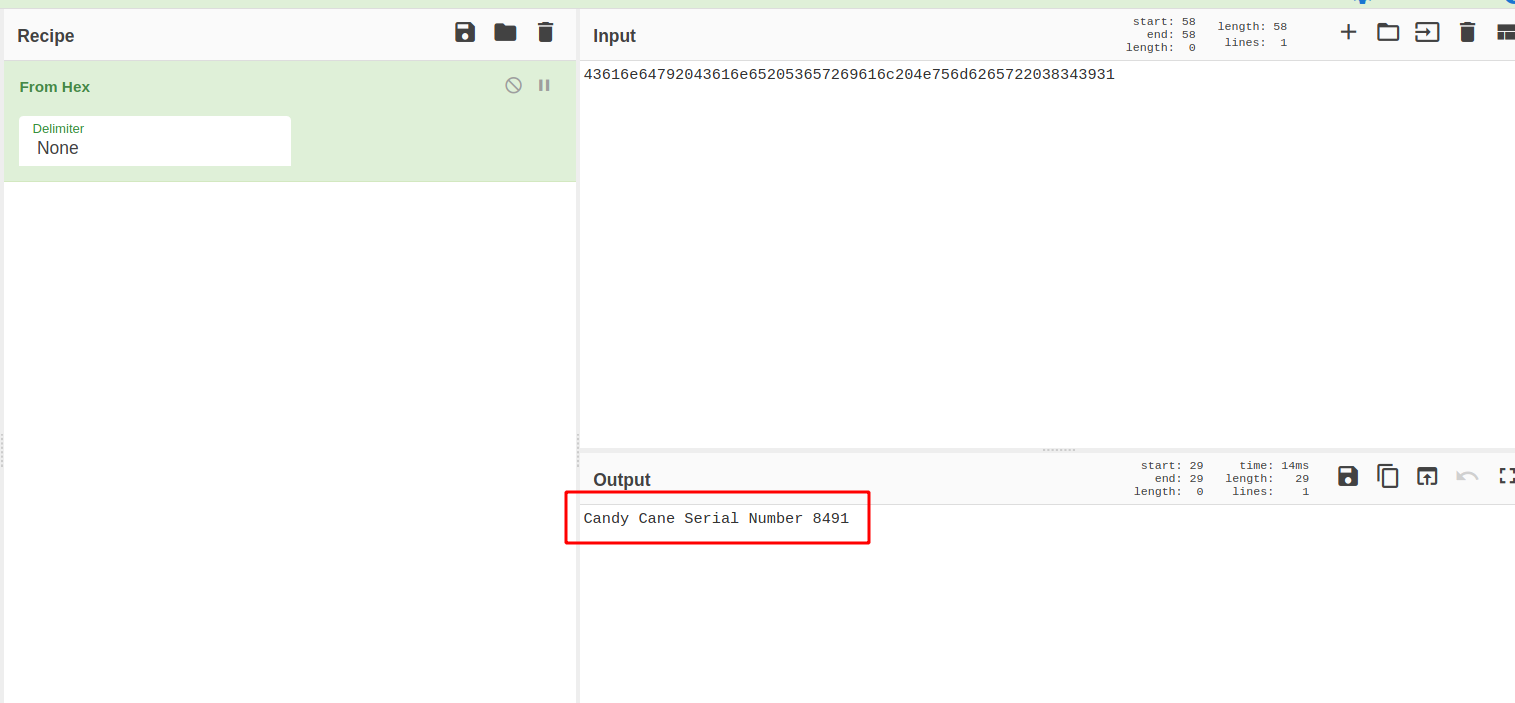 Recipe
From Hex
Delimiter
None
Input
start: 58
end: 58
length: 0
length: 58
lines: 1
43616e64792043616e652053657269616c204e756d6265722038343931
Output
start: 29
end: 29
length: 0
time: 14ms
length: 29
lines: 1
Candy Cane Serial Number 8491